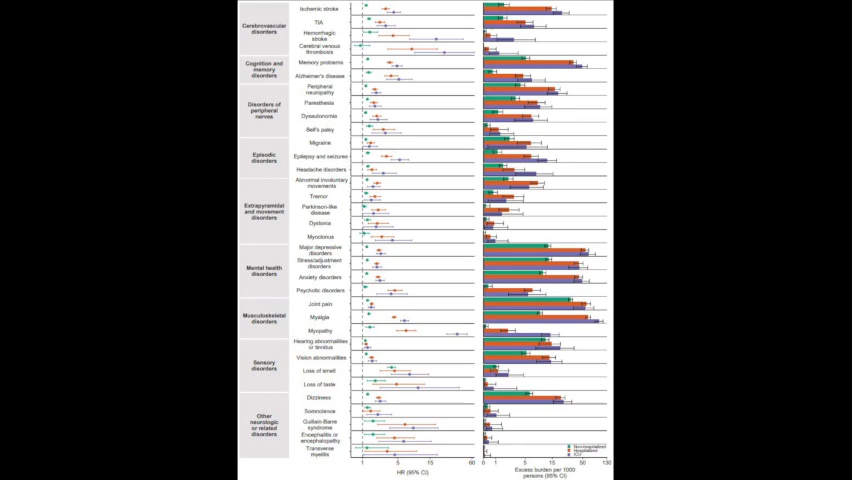 Cerebrovascular
disorders
Ischemic stroke
TIA
Hemorrhagic
stroke
Cerebral venous
thrombosis
Cognition and
memory
disorders
Memory problems
Alzheimer's disease
Disorders of
peripheral
nerves
Peripheral
neuropathy
Paresthesia
Dysautonomia
Bell's palsy
Episodic
disorders
Migraine
Epilepsy and seizures
Headache disorders
Extrapyramidal
and movement
disorders
Abnormal involuntary
movements
Tremor
Parkinson-like
disease
Dystonia
Myoclonus
Mental health
disorders
Major depressive
disorders
Stress/adjustment
disorders
Anxiety disorders
Psychotic disorders
Musculoskeletal
disorders
Joint pain
Myalgia
Myopathy
Sensory
disorders
Hearing abnormalities
or tinnitus
Vision abnormalities
Loss of smell
Loss of taste
Other
neurologic
or related
disorders
Dizziness
Somnolence
Guillain-Barre
syndrome
Encephalitis or
encephalopathy
Transverse
myelitis
Non-hospitalized
Hospitalized
ICU
1 5 15 60
HR (95% CI)
0 1 5 15 50 130
Excess burden per 1000
persons (95% CI)